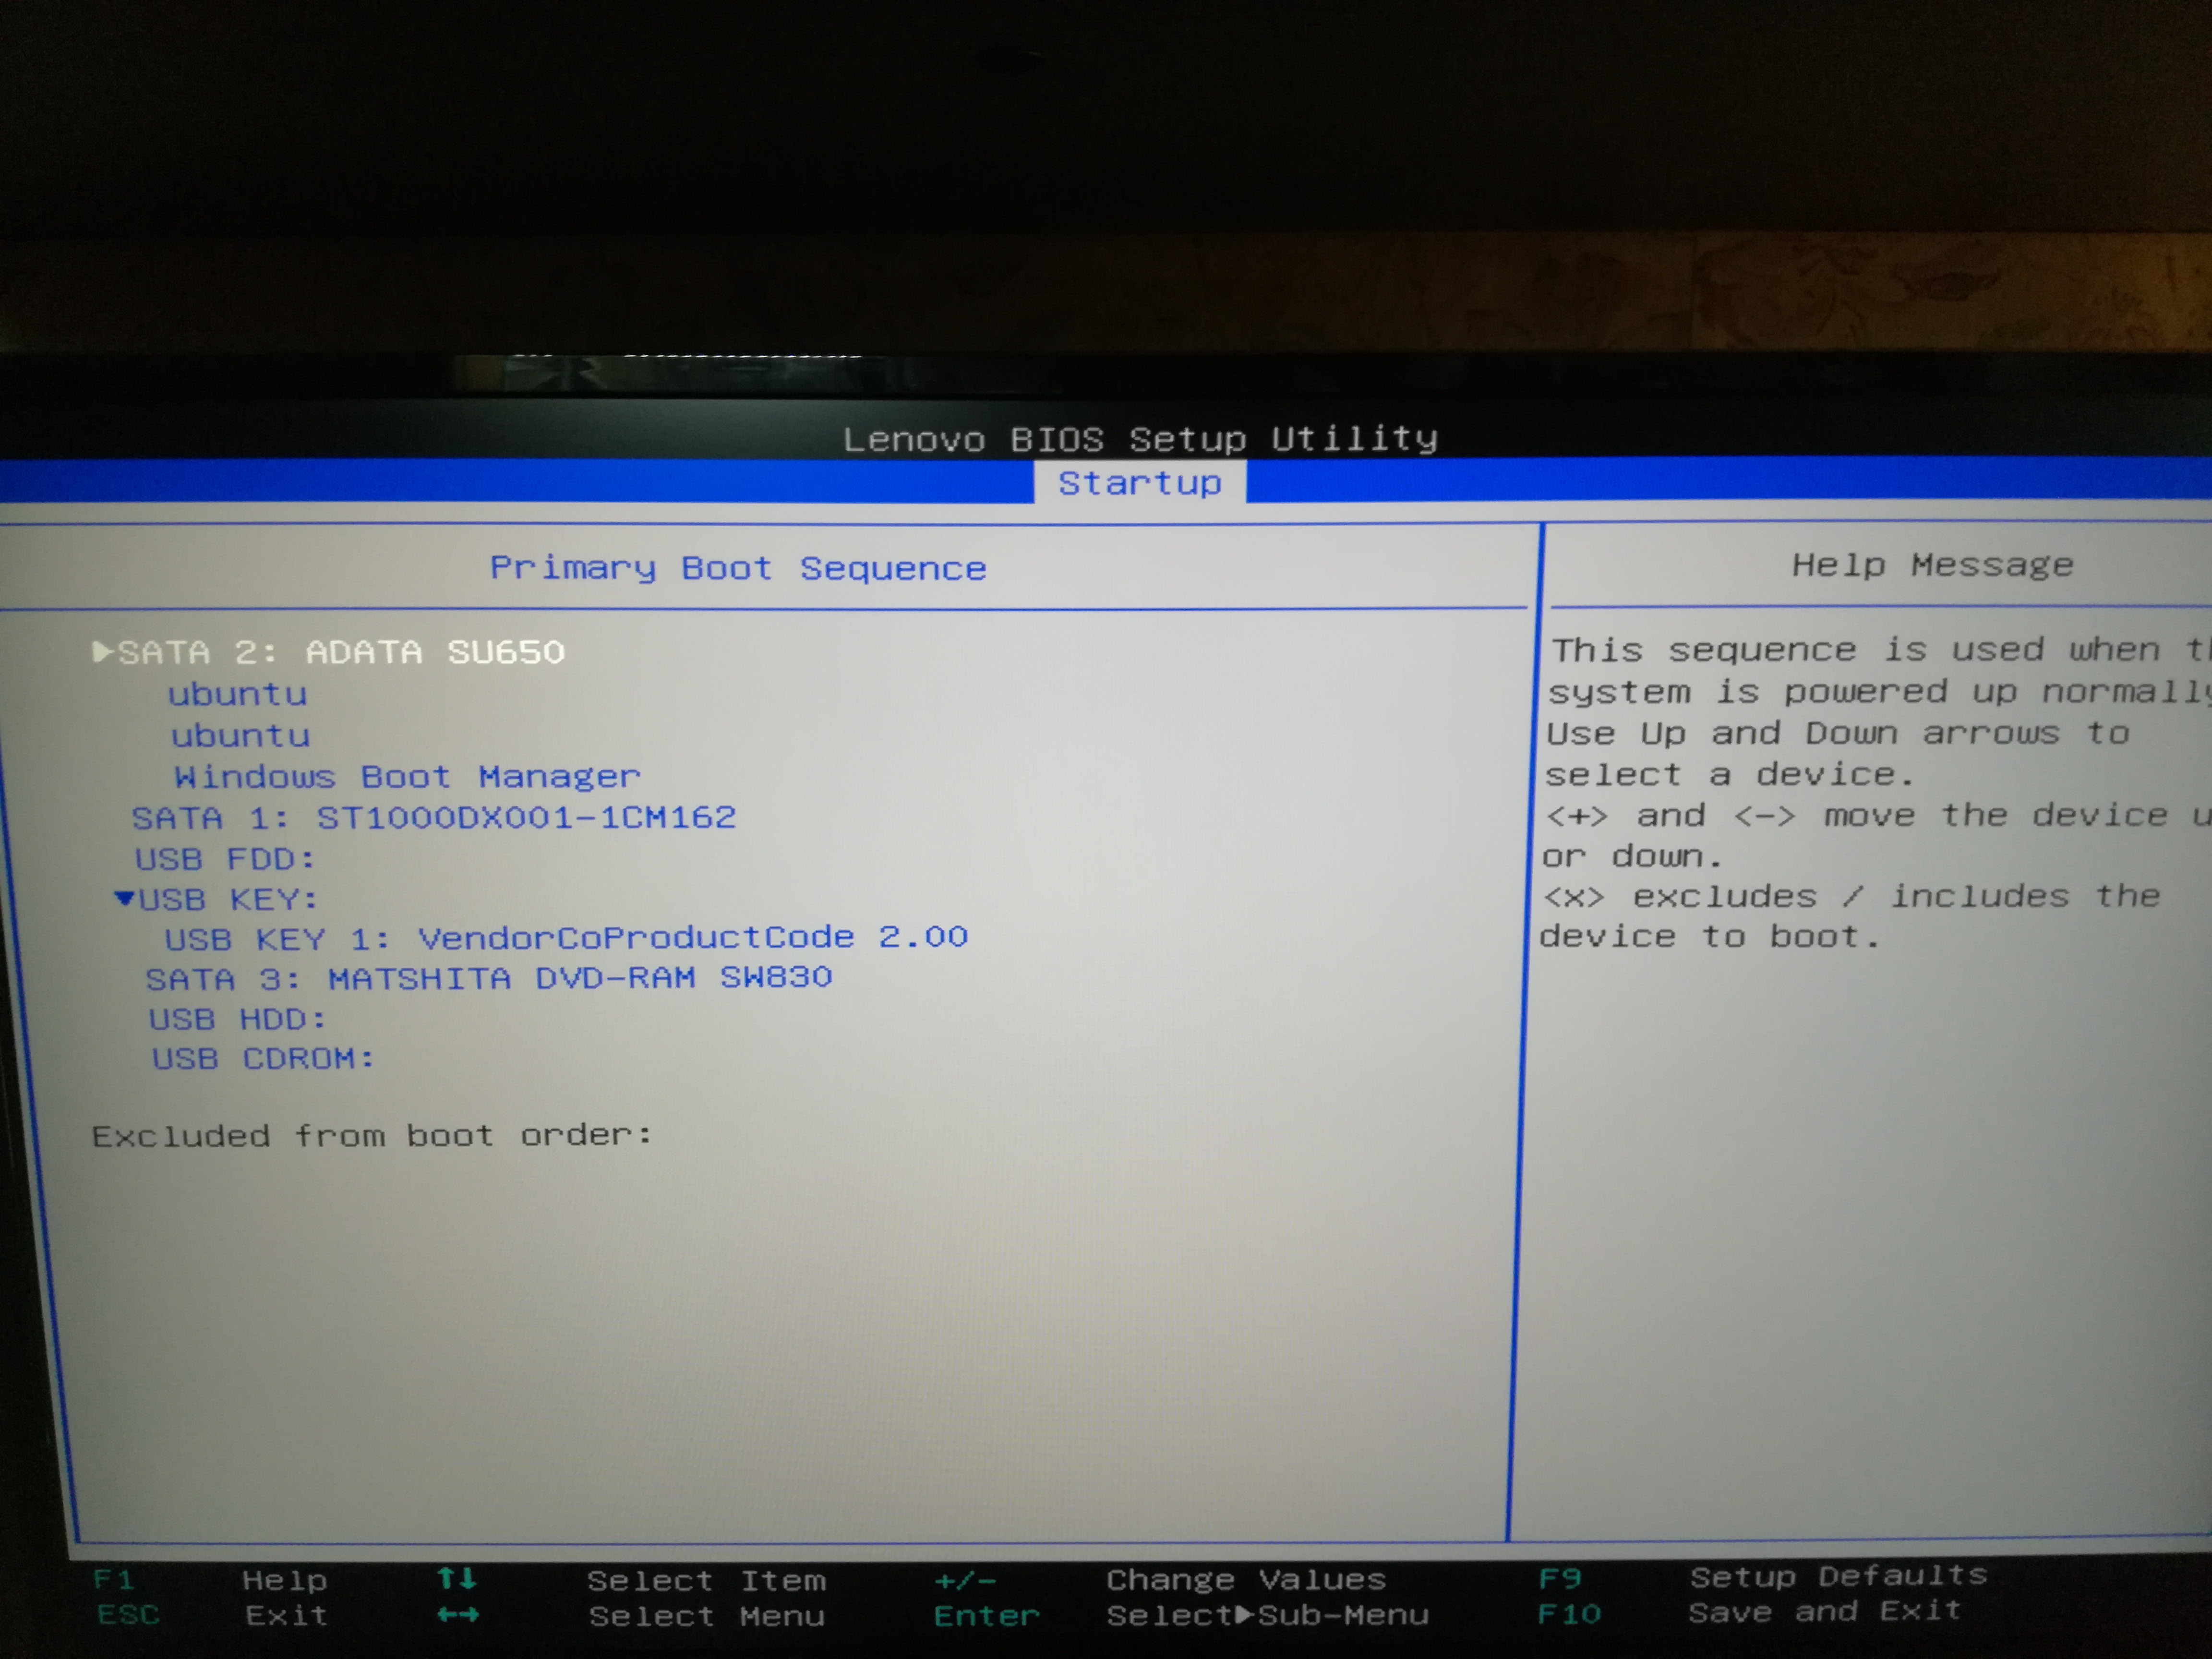 Lenovo BIOS Setup Utility
Startup
Primary Boot Sequence
▶SATA 2: ADATA SU650
ubuntu
ubuntu
Windows Boot Manager
SATA 1: ST1000DX001-1CM162
USB FDD:
▼USB KEY:
USB KEY 1: VendorCoProductCode 2.00
SATA 3: MATSHITA DVD-RAM SW830
USB HDD:
USB CDROM:
Excluded from boot order:
Help Message
This sequence is used when
system is powered up normally
Use Up and Down arrows to
select a device.
<+> and <-> move the device
or down.
<x> excludes / includes the
device to boot.
F1 Help ↑↓ Select Item +/- Change Values F9 Setup Defaults
ESC Exit ←→ Select Menu Enter Select▶Sub-Menu F10 Save and Exit